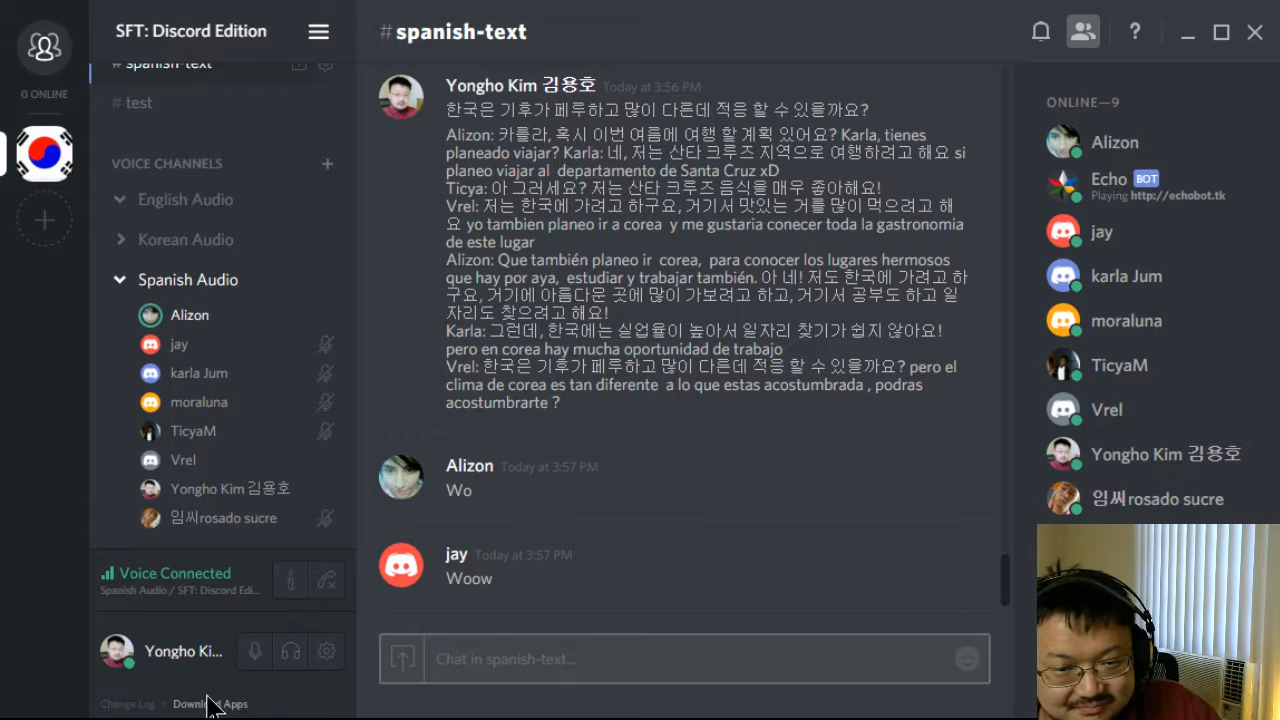 SFT: Discord Edition
# spanish-text
0 ONLINE
# spanish-text
# test
VOICE CHANNELS
English Audio
Korean Audio
Spanish Audio
Alizon
jay
karla Jum
moraluna
TicyaM
Vrel
Yongho Kim 김용호
임씨rosado sucre
Voice Connected
Spanish Audio / SFT: Discord Edi...
Yongho Ki...
Change Log • Download Apps
Yongho Kim 김용호 Today at 3:56 PM
한국은 기후가 페투하고 많이 다른데 적응 할 수 있을까요?
Alizon: 카를라, 혹시 이번 여름에 여행 할 계획 있어요? Karla, tienes
planeado viajar? Karla: 네, 저는 산타 크루즈 지역으로 여행하려고 해요 si
planeo viajar al departamento de Santa Cruz xD
Ticya: 아 그러세요? 저는 산타 크루즈 음식을 매우 좋아해요!
Vrel: 저는 한국에 가려고 하구요, 거기서 맛있는 거를 많이 먹으려고 해
요 yo tambien planeo ir a corea y me gustaria conecer toda la gastronomia
de este lugar
Alizon: Que también planeo ir corea, para conocer los lugares hermosos
que hay por aya, estudiar y trabajar también. 아 네! 저도 한국에 가려고 하
구요, 거기에 아름다운 곳에 많이 가보려고 하고, 거기서 공부도 하고 일
자리도 찾으려고 해요!
Karla: 그런데, 한국에는 실업률이 높아서 일자리 찾기가 쉽지 않아요!
pero en corea hay mucha oportunidad de trabajo
Vrel: 한국은 기후가 페투하고 많이 다른데 적응 할 수 있을까요? pero el
clima de corea es tan diferente a lo que estas acostumbrada , podras
acostumbrarte ?
Alizon Today at 3:57 PM
Wo
jay Today at 3:57 PM
Woow
Chat in spanish-text...
ONLINE—9
Alizon
Echo BOT
Playing http://echobot.tk
jay
karla Jum
moraluna
TicyaM
Vrel
Yongho Kim 김용호
임씨rosado sucre